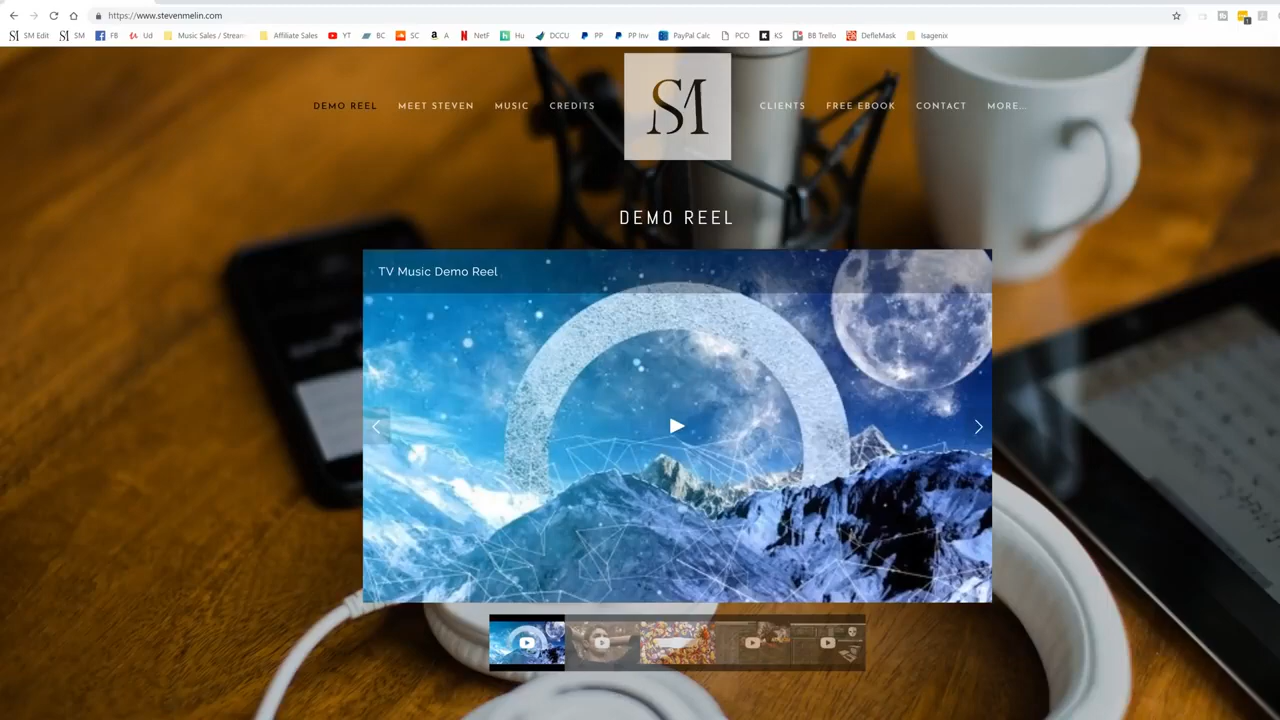 https://www.stevenmelin.com
SM Edit SM FB Ud Music Sales / Stream Affiliate Sales YT BC SC A NetF Hu DCCU PP PP Inv PayPal Calc PCO KS BB Trello DefleMask Isagenix
DEMO REEL MEET STEVEN MUSIC CREDITS SM CLIENTS FREE EBOOK CONTACT MORE...
DEMO REEL
TV Music Demo Reel